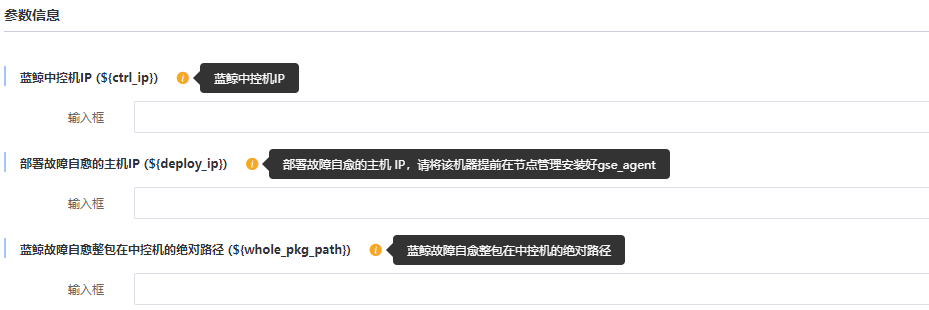 参数信息
蓝鲸中控机IP (${ctrl_ip}) 蓝鲸中控机IP
输入框
部署故障自愈的主机IP (${deploy_ip}) 部署故障自愈的主机 IP，请将该机器提前在节点管理安装好gse_agent
输入框
蓝鲸故障自愈整包在中控机的绝对路径 (${whole_pkg_path}) 蓝鲸故障自愈整包在中控机的绝对路径
输入框